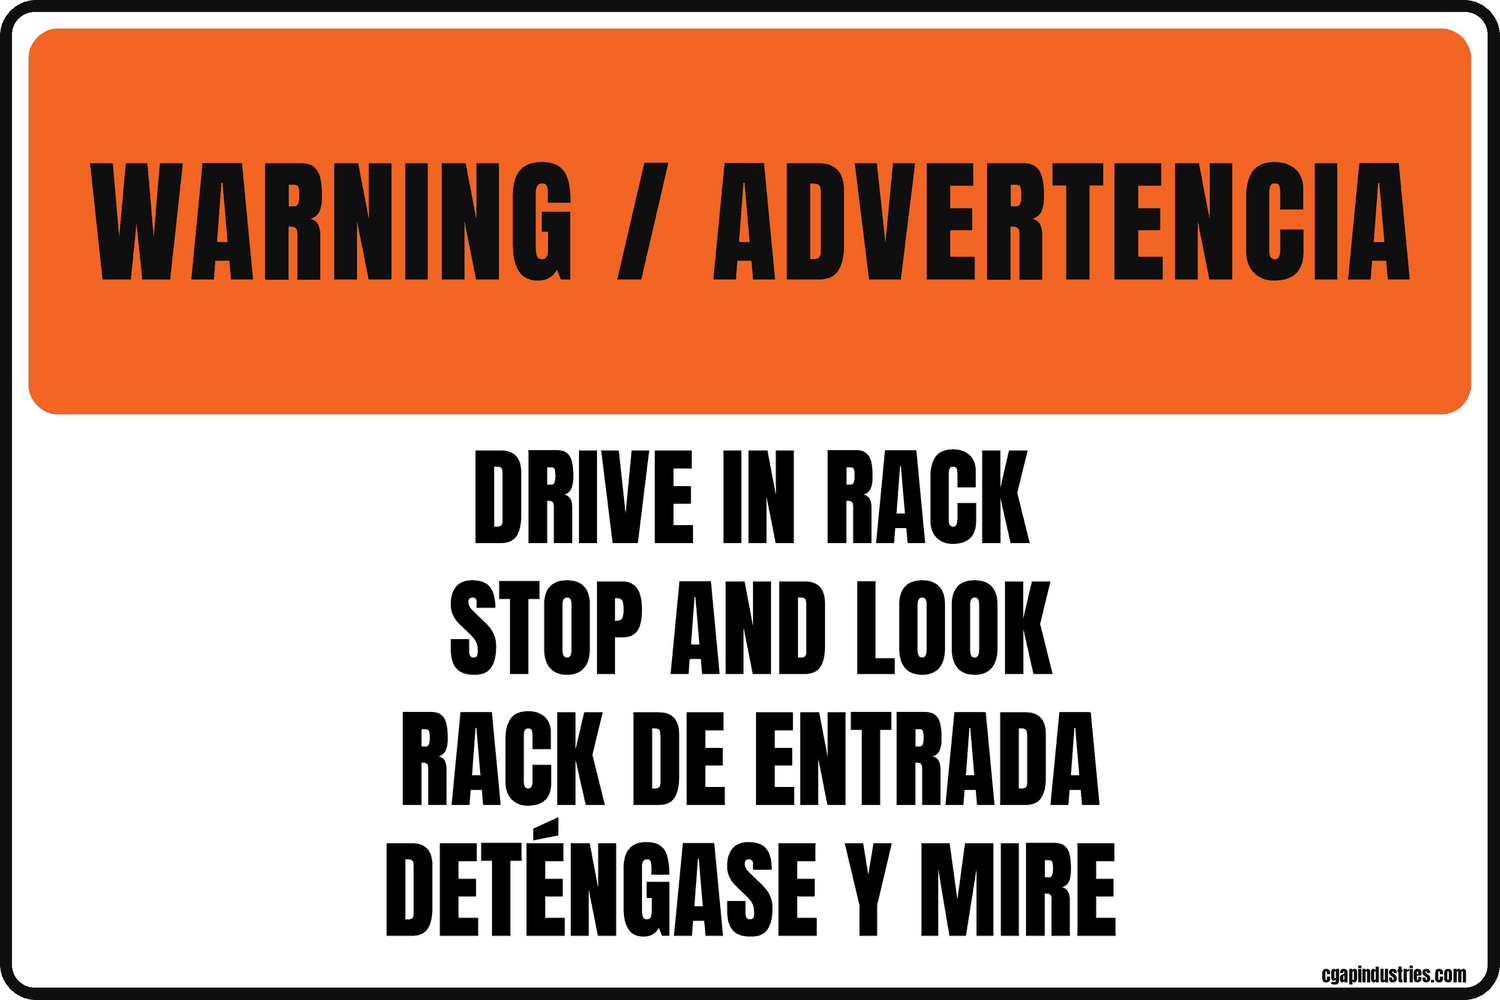 WARNING / ADVERTENCIA
DRIVE IN RACK
STOP AND LOOK
RACK DE ENTRADA
DETÉNGASE Y MIRE
cgapindustries.com